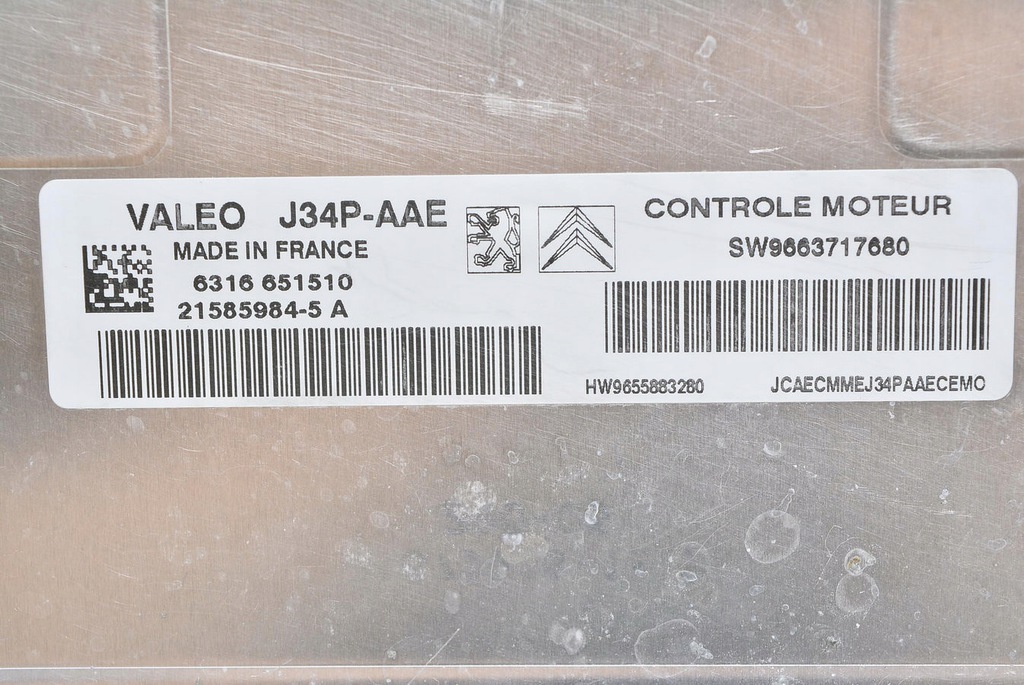 VALEO J34P-AAE
MADE IN FRANCE
6316 651510
21585984-5 A
CONTROLE MOTEUR
SW9663717680
HW9655883280
JCAECMMEJ34PAAECEMO